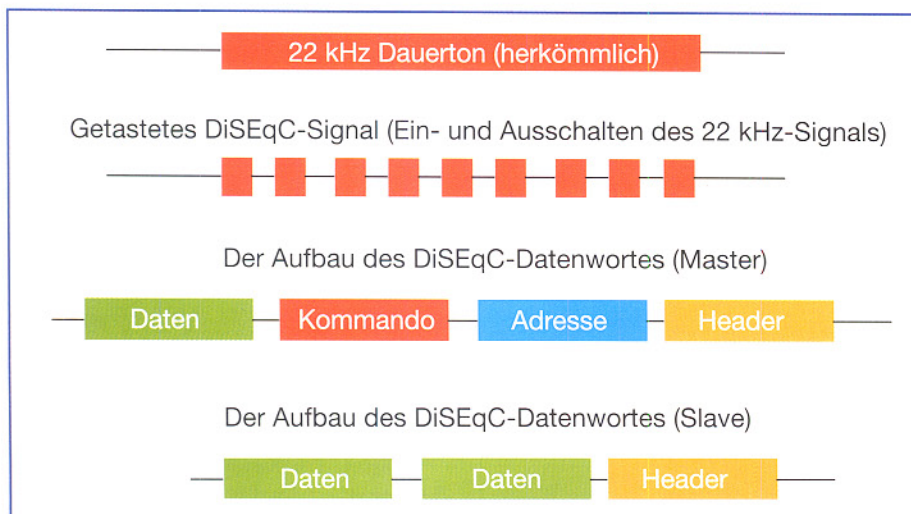 22 kHz Dauerton (herkömmlich)
Getastetes DiSEqC-Signal (Ein- und Ausschalten des 22 kHz-Signals)
Der Aufbau des DiSEqC-Datenwortes (Master)
Daten Kommando Adresse Header
Der Aufbau des DiSEqC-Datenwortes (Slave)
Daten Daten Header